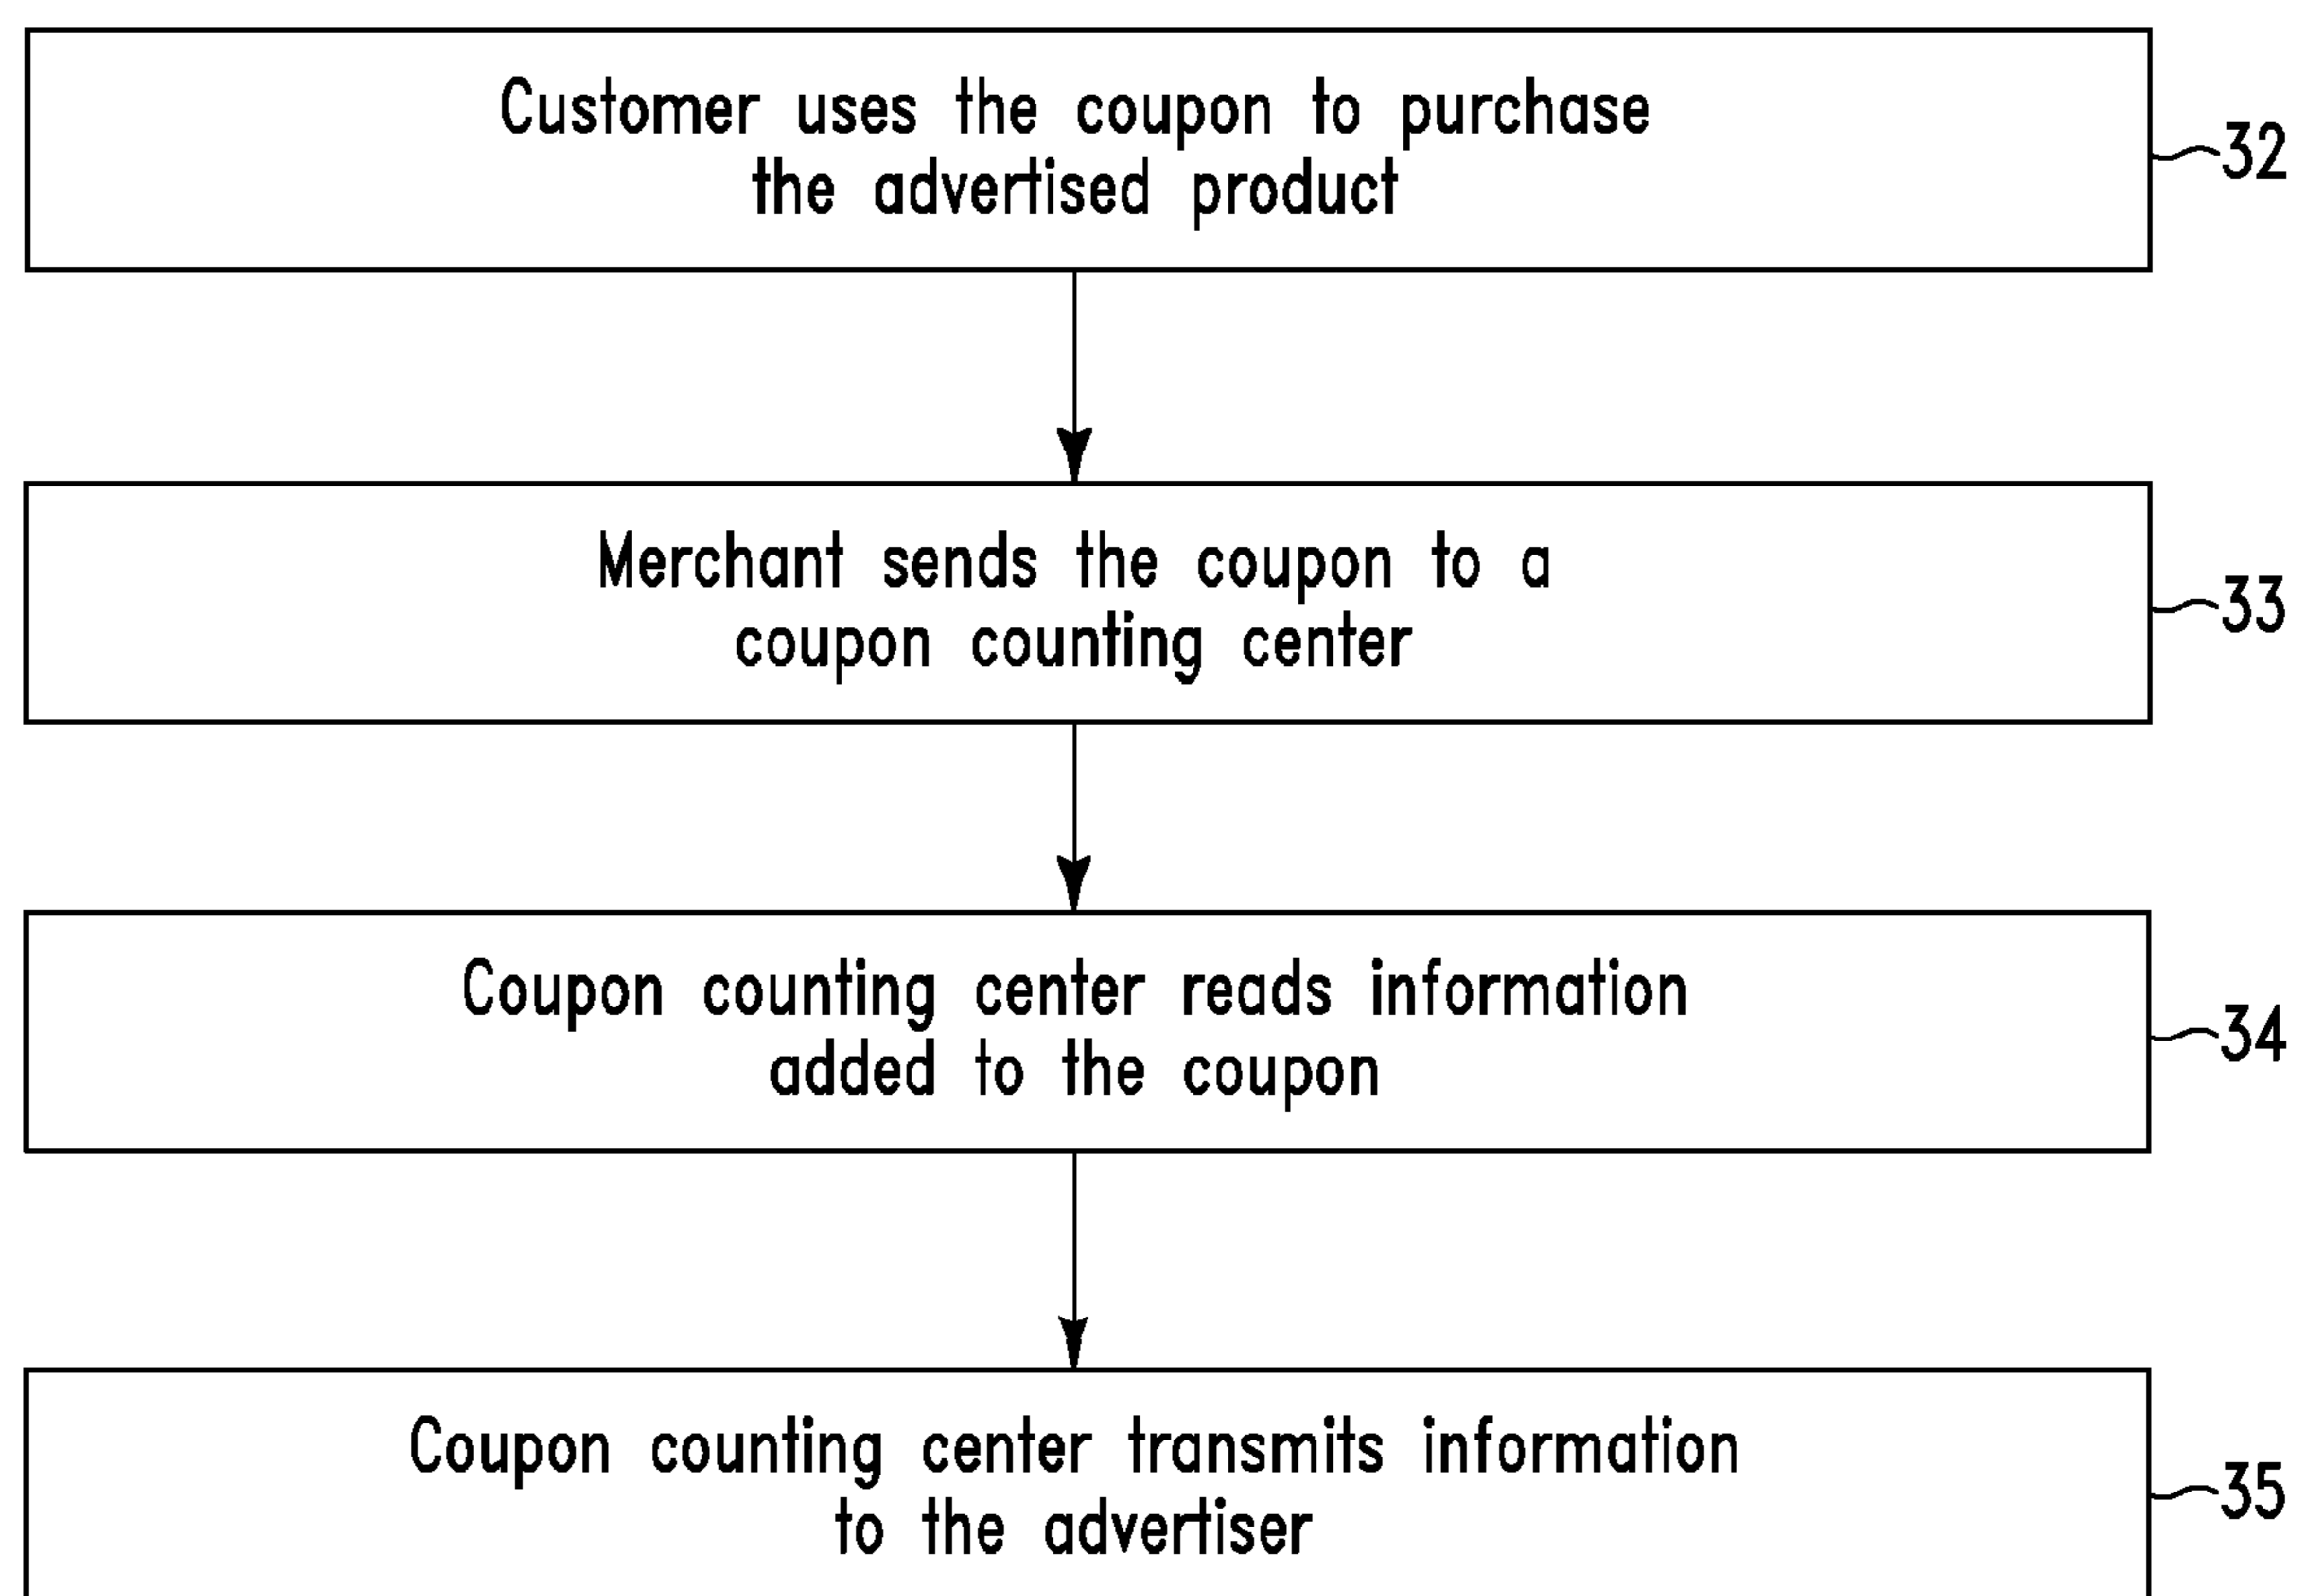 Customer uses the coupon to purchase
the advertised product
32
Merchant sends the coupon to a
coupon counting center
33
Coupon counting center reads information
added to the coupon
34
Coupon counting center transmits information
to the advertiser
35